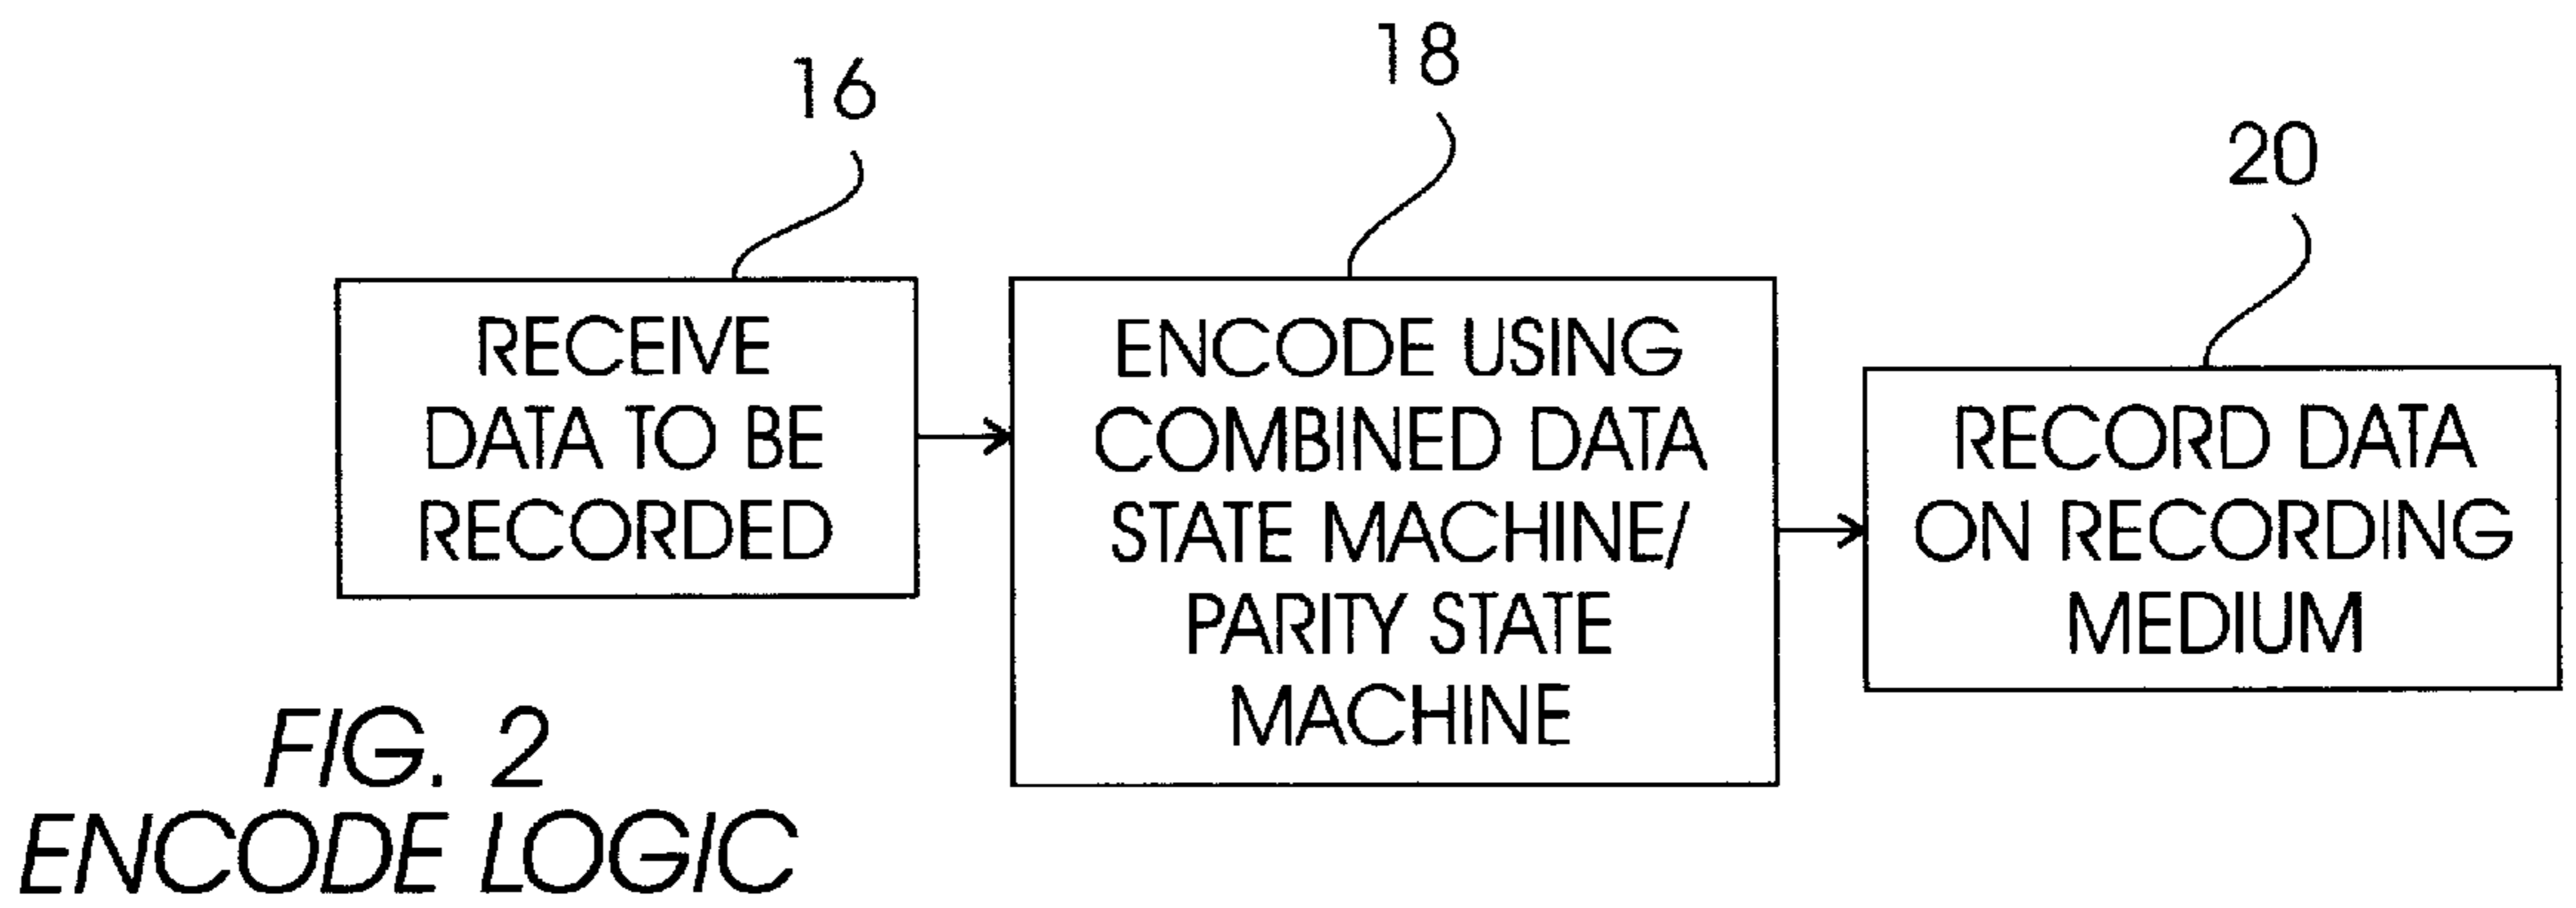 16
18
20
RECEIVE
DATA TO BE
RECORDED
ENCODE USING
COMBINED DATA
STATE MACHINE/
PARITY STATE
MACHINE
RECORD DATA
ON RECORDING
MEDIUM
FIG. 2
ENCODE LOGIC